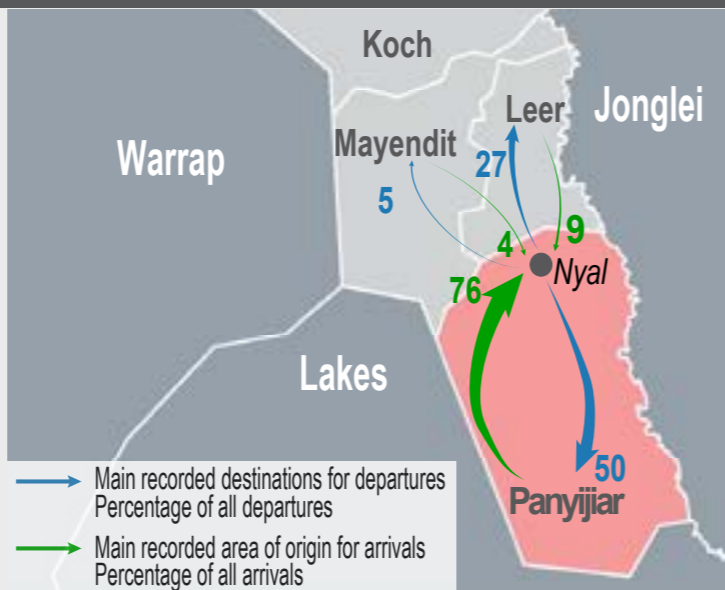 Koch
Leer
Jonglei
Mayendit
Warrap
27
5
4
9
76
Nyal
Lakes
50
Panyijiar
Main recorded destinations for departures
Percentage of all departures
Main recorded area of origin for arrivals
Percentage of all arrivals